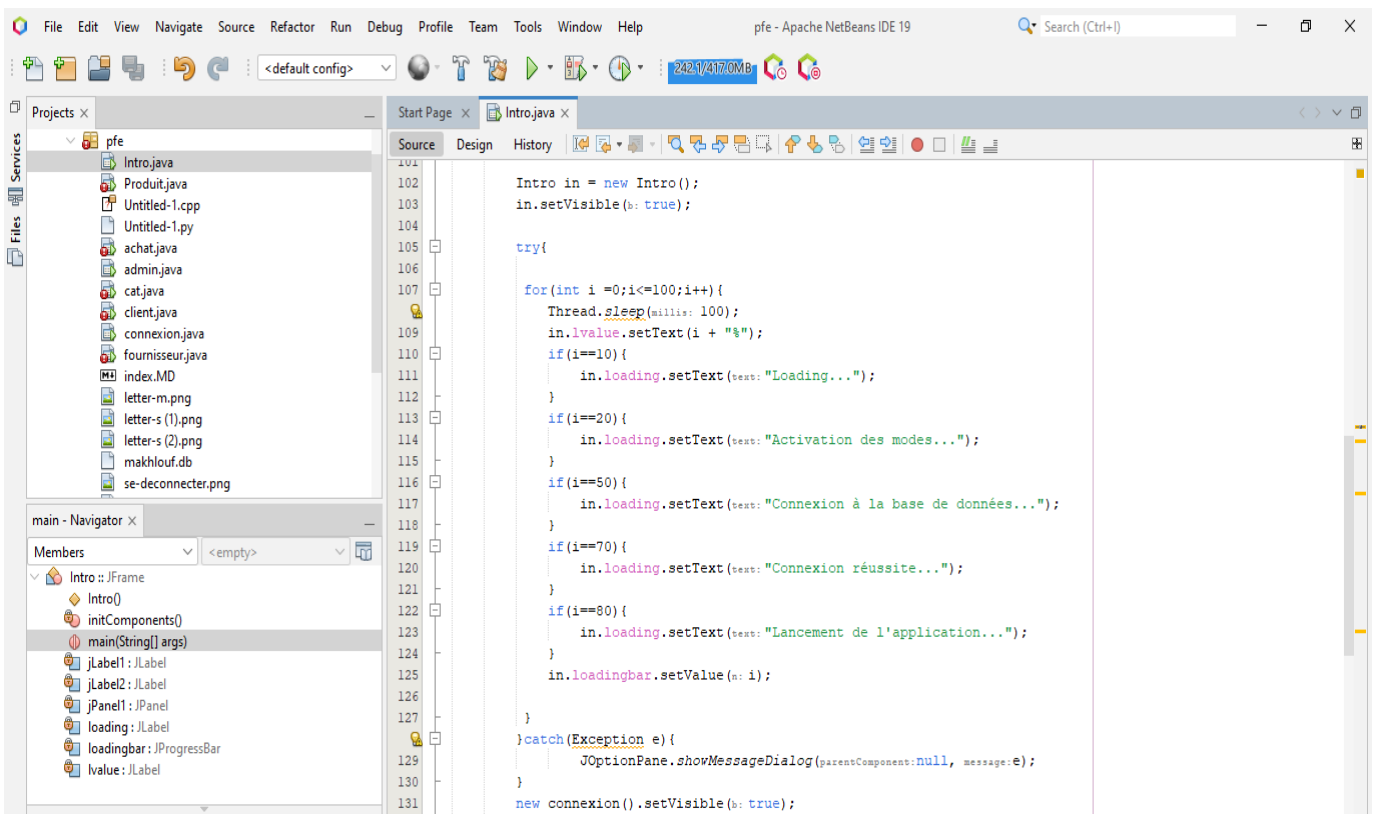 File Edit View Navigate Source Refactor Run Debug Profile Team Tools Window Help pfe - Apache NetBeans IDE 19 Search (Ctrl+I)
<default config> 242.1/417.0MB
Projects
Services
Files
pfe
Intro.java
Produit.java
Untitled-1.cpp
Untitled-1.py
achat.java
admin.java
cat.java
client.java
connexion.java
fournisseur.java
index.MD
letter-m.png
letter-s (1).png
letter-s (2).png
makhlouf.db
se-deconnecter.png
main - Navigator
Members <empty>
Intro :: JFrame
Intro()
initComponents()
main(String[] args)
jLabel1 : JLabel
jLabel2 : JLabel
jPanel1 : JPanel
loading : JLabel
loadingbar : JProgressBar
lvalue : JLabel
Start Page Intro.java
Source Design History
101
102 Intro in = new Intro();
103 in.setVisible(b: true);
104
105 try{
106
107 for(int i =0;i<=100;i++){
Thread.sleep(millis: 100);
109 in.lvalue.setText(i + "%");
110 if(i==10){
111 in.loading.setText(text: "Loading...");
112 }
113 if(i==20){
114 in.loading.setText(text: "Activation des modes...");
115 }
116 if(i==50){
117 in.loading.setText(text: "Connexion à la base de données...");
118 }
119 if(i==70){
120 in.loading.setText(text: "Connexion réussite...");
121 }
122 if(i==80){
123 in.loading.setText(text: "Lancement de l'application...");
124 }
125 in.loadingbar.setValue(n: i);
126
127 }
}catch(Exception e){
129 JOptionPane.showMessageDialog(parentComponent:null, message:e);
130 }
131 new connexion().setVisible(b: true);